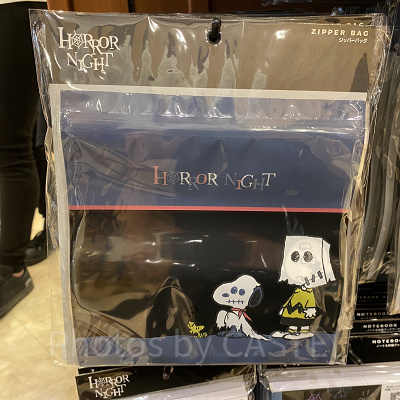 HORROR
NIGHT
ZIPPER BAG
ジッパーバッグ
HORROR NIGHT
Photos by CASTEL
NOTEBOOK
NOTEBOOK
HORROR
NIGHT